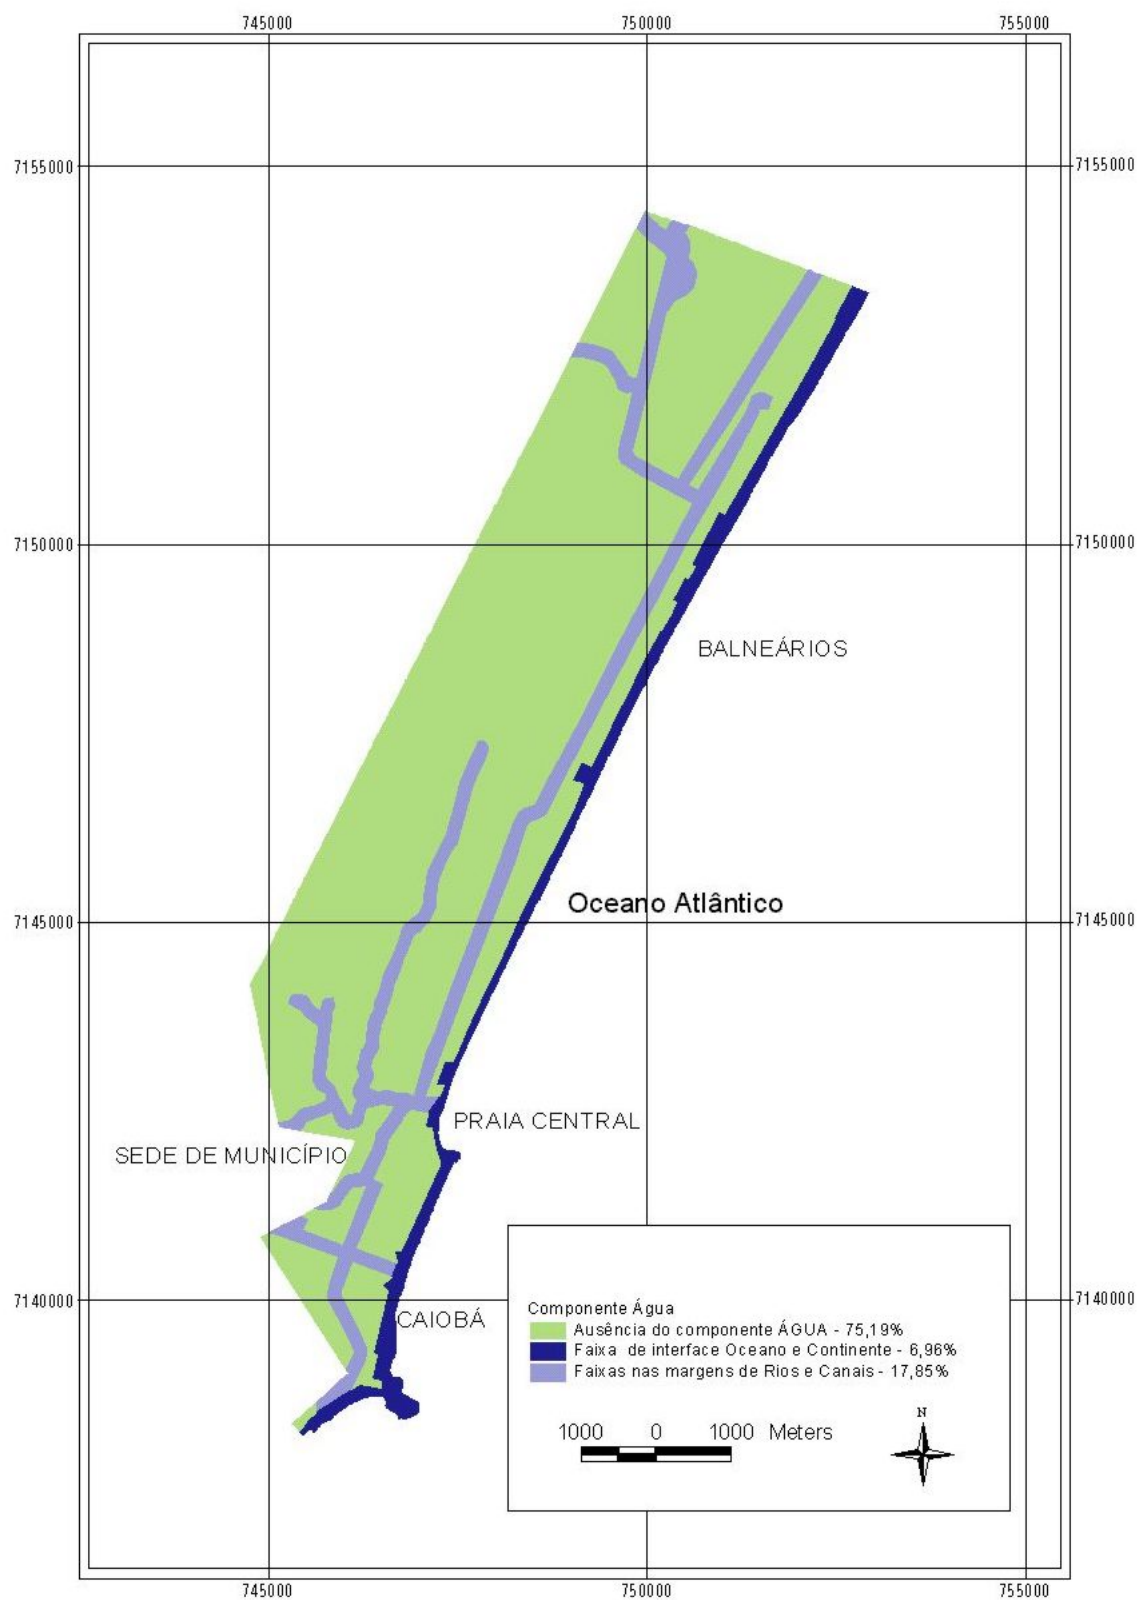 745000 750000 755000
7155000 7155000
7150000 7150000
BALNEÁRIOS
Oceano Atlântico
7145000 7145000
PRAIA CENTRAL
SEDE DE MUNICÍPIO
7140000 7140000
CAIOBÁ
Componente Água
Ausência do componente ÁGUA - 75,19%
Faixa de interface Oceano e Continente - 6,96%
Faixas nas margens de Rios e Canais - 17,85%
N
1000 0 1000 Meters
745000 750000 755000